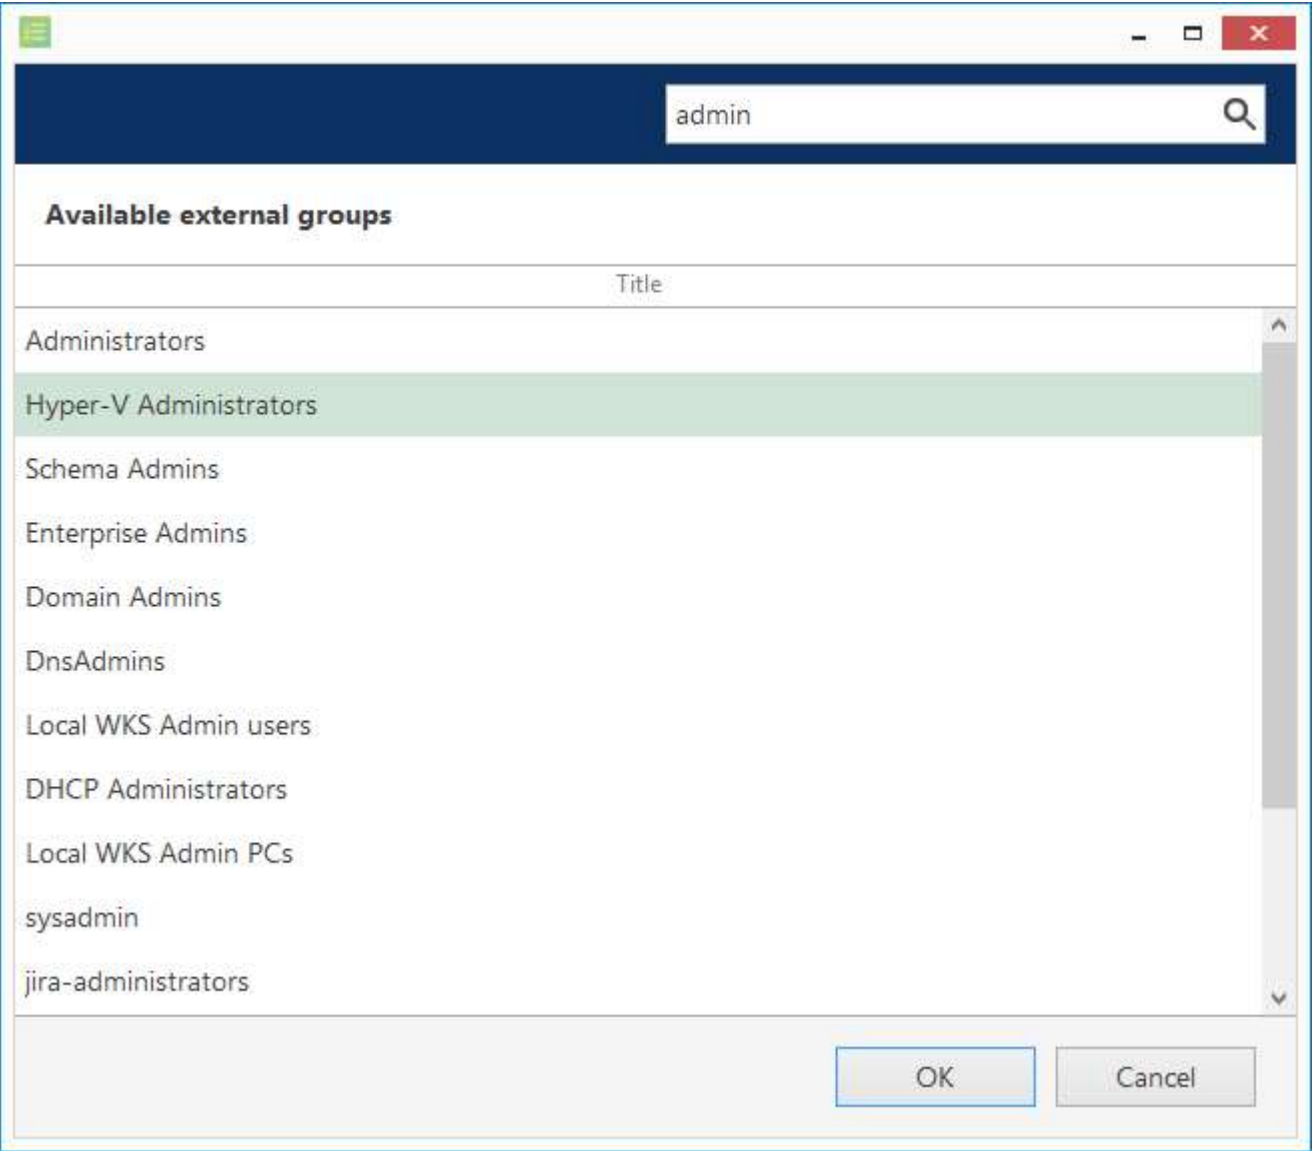 admin
Available external groups
Title
Administrators
Hyper-V Administrators
Schema Admins
Enterprise Admins
Domain Admins
DnsAdmins
Local WKS Admin users
DHCP Administrators
Local WKS Admin PCs
sysadmin
jira-administrators
OK Cancel